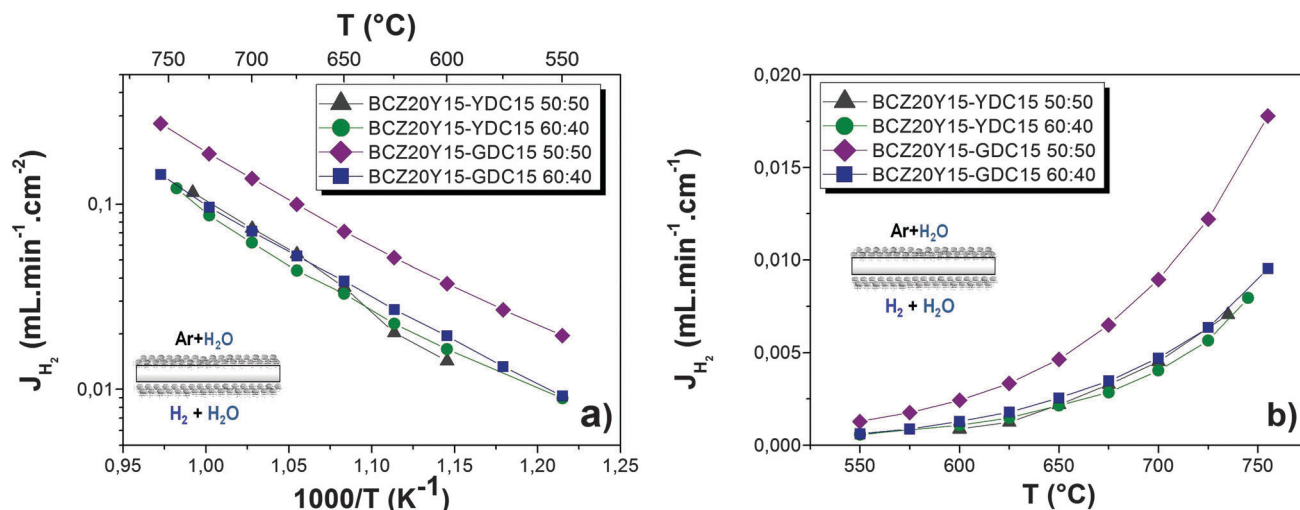 T (°C)
750 700 650 600 550
BCZ20Y15-YDC15 50:50
BCZ20Y15-YDC15 60:40
BCZ20Y15-GDC15 50:50
BCZ20Y15-GDC15 60:40
0,1
0,01
J_H₂ (mL.min⁻¹.cm⁻²)
Ar+H₂O
H₂ + H₂O
a)
0,95 1,00 1,05 1,10 1,15 1,20 1,25
1000/T (K⁻¹)
0,020
0,015
0,010
0,005
0,000
J_H₂ (mL.min⁻¹.cm⁻¹)
BCZ20Y15-YDC15 50:50
BCZ20Y15-YDC15 60:40
BCZ20Y15-GDC15 50:50
BCZ20Y15-GDC15 60:40
Ar+H₂O
H₂ + H₂O
b)
550 600 650 700 750
T (°C)